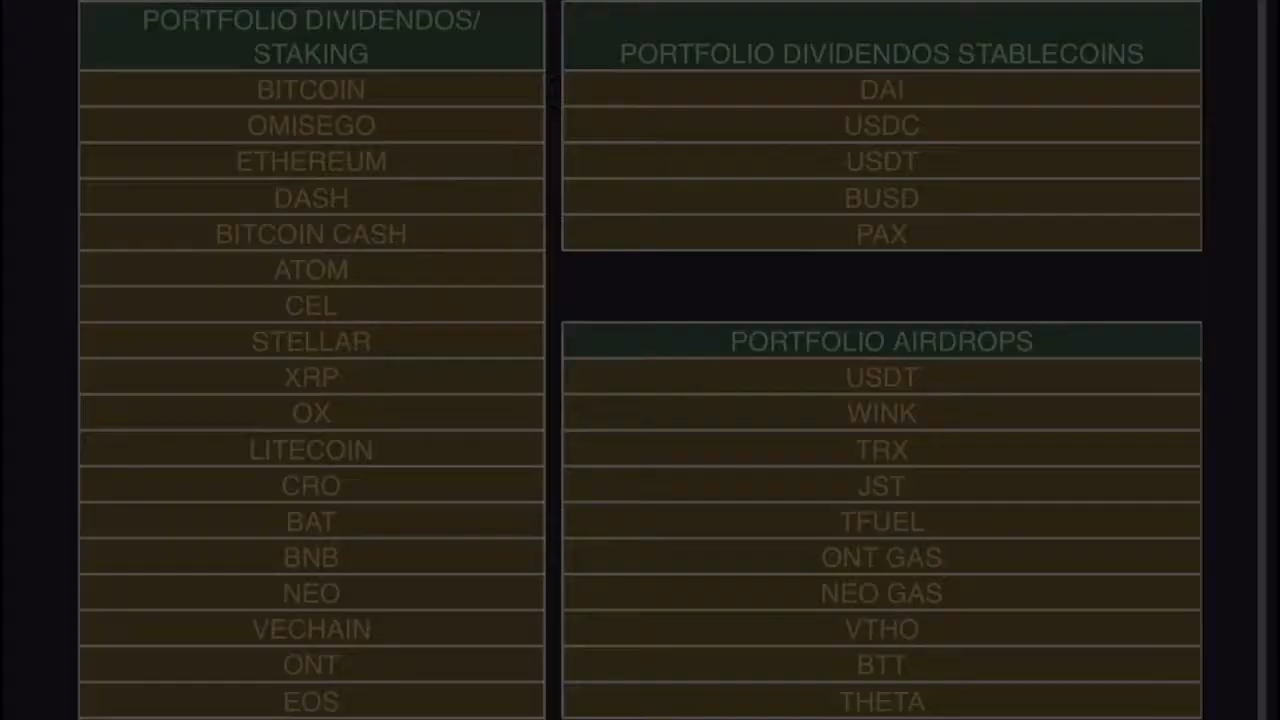 PORTFOLIO DIVIDENDOS/
STAKING
BITCOIN
OMISEGO
ETHEREUM
DASH
BITCOIN CASH
ATOM
CEL
STELLAR
XRP
OX
LITECOIN
CRO
BAT
BNB
NEO
VECHAIN
ONT
EOS
PORTFOLIO DIVIDENDOS STABLECOINS
DAI
USDC
USDT
BUSD
PAX
PORTFOLIO AIRDROPS
USDT
WINK
TRX
JST
TFUEL
ONT GAS
NEO GAS
VTHO
BTT
THETA